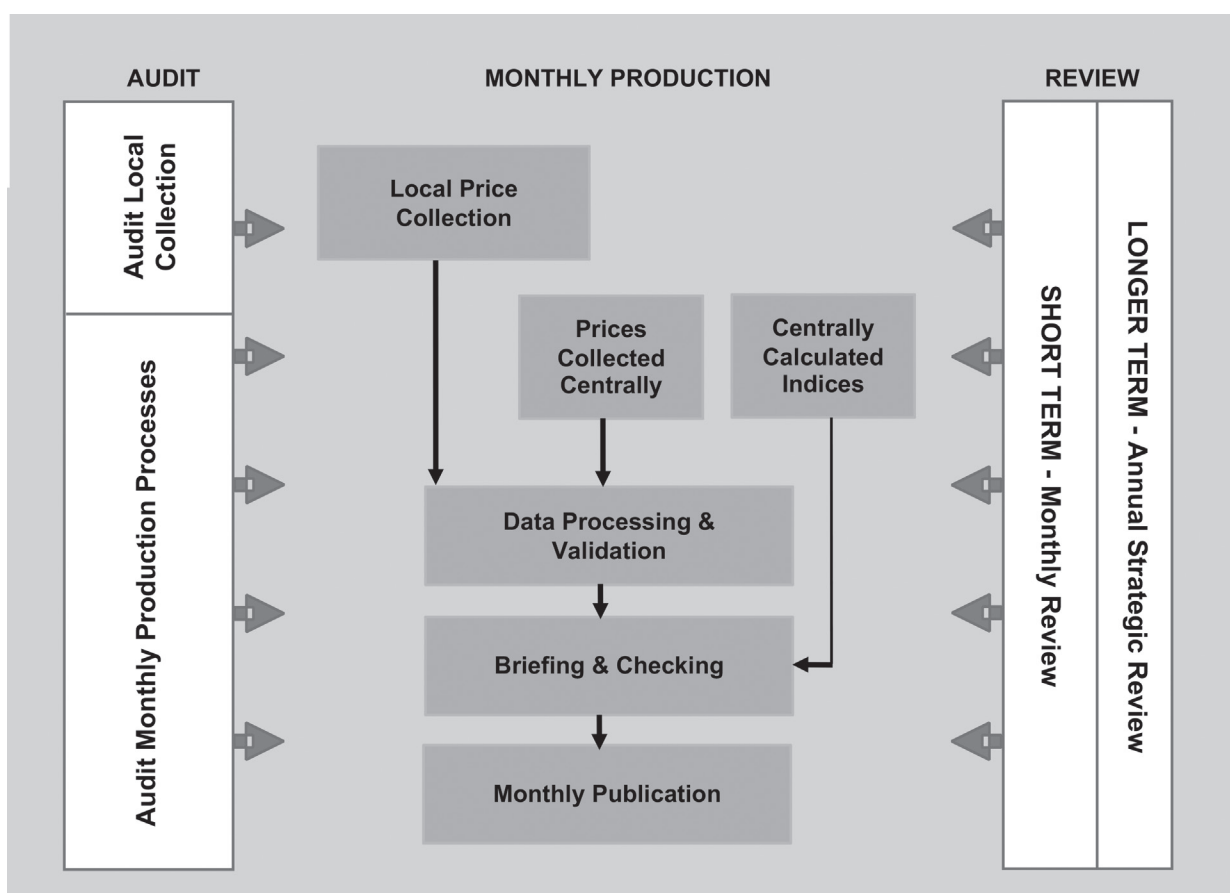 AUDIT
MONTHLY PRODUCTION
REVIEW
Audit Local
Collection
Audit Monthly Production Processes
Local Price
Collection
Prices
Collected
Centrally
Centrally
Calculated
Indices
Data Processing &
Validation
Briefing & Checking
Monthly Publication
SHORT TERM - Monthly Review
LONGER TERM - Annual Strategic Review